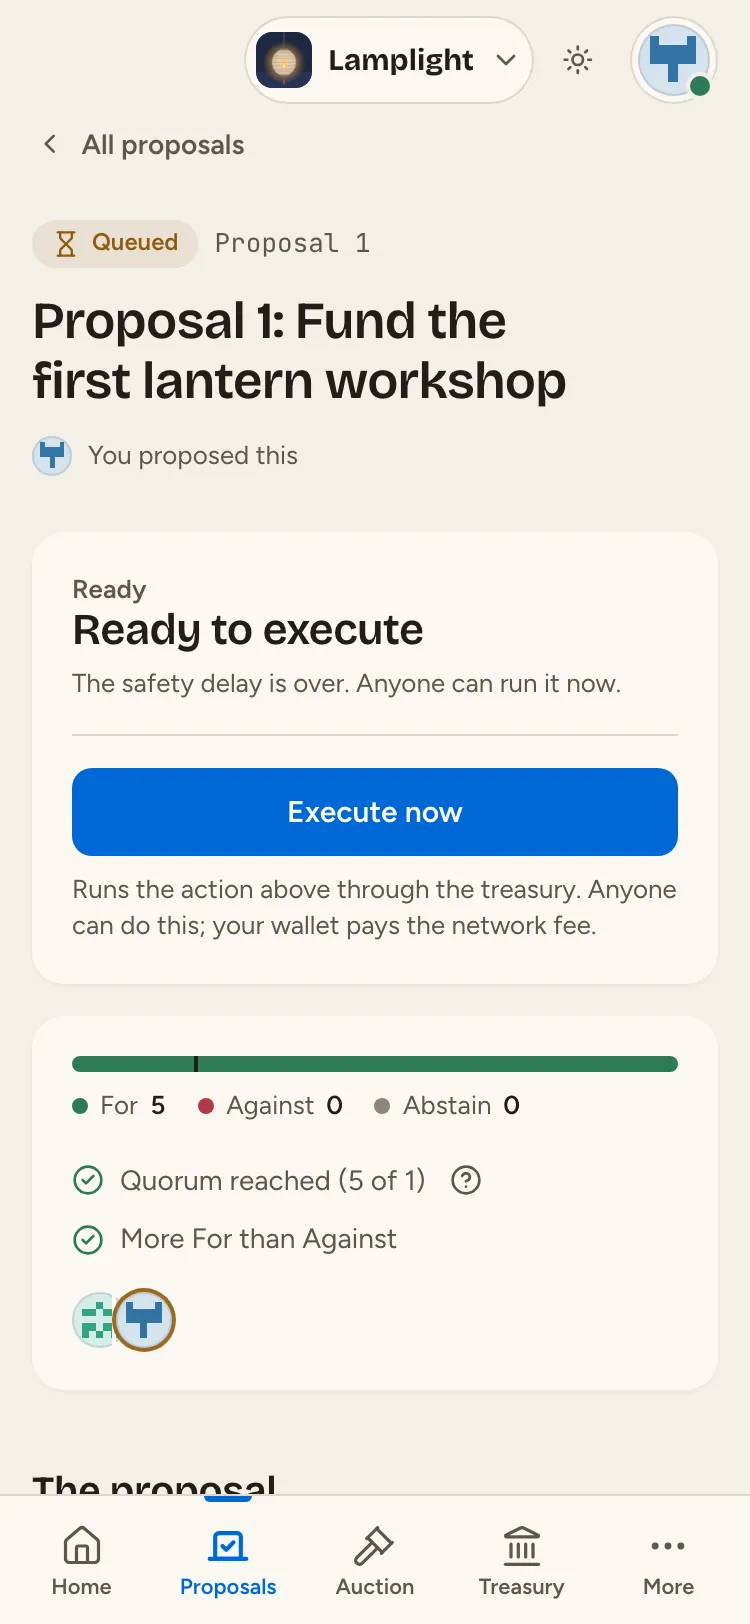 Lamplight
All proposals
Queued
Proposal 1
Proposal 1: Fund the
first lantern workshop
You proposed this
Ready
Ready to execute
The safety delay is over. Anyone can run it now.
Execute now
Runs the action above through the treasury. Anyone
can do this; your wallet pays the network fee.
For 5 Against 0 Abstain 0
Quorum reached (5 of 1)
More For than Against
The proposal
Home Proposals Auction Treasury More